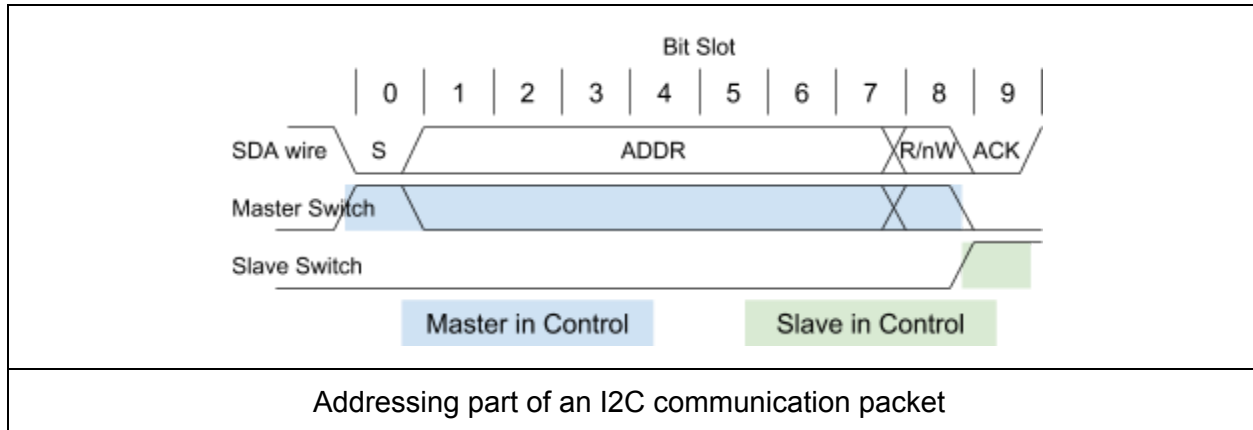 Bit Slot
0 1 2 3 4 5 6 7 8 9
SDA wire S ADDR R/nW ACK
Master Switch
Slave Switch
Master in Control Slave in Control
Addressing part of an I2C communication packet